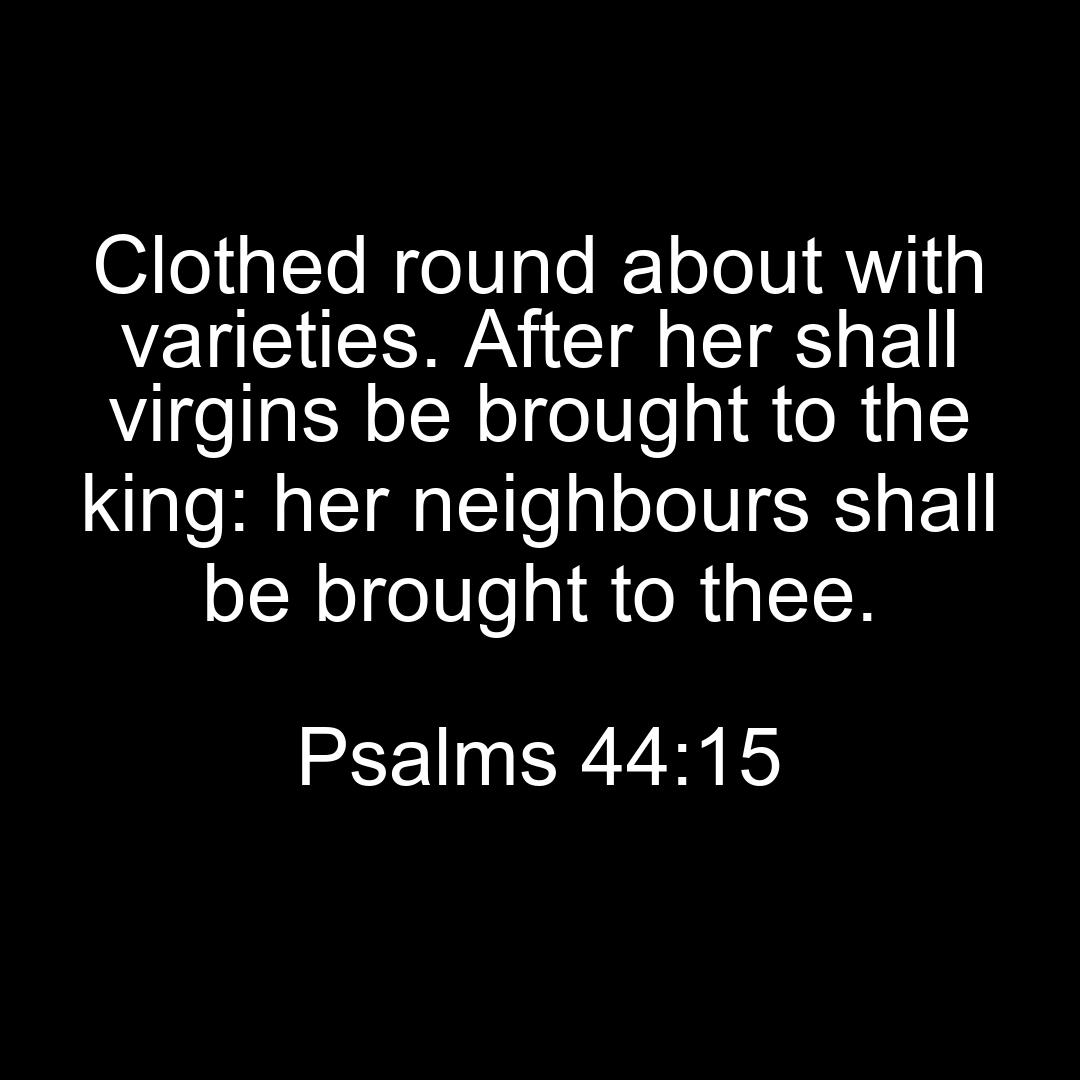 Clothed round about with
varieties. After her shall
virgins be brought to the
king: her neighbours shall
be brought to thee.
Psalms 44:15